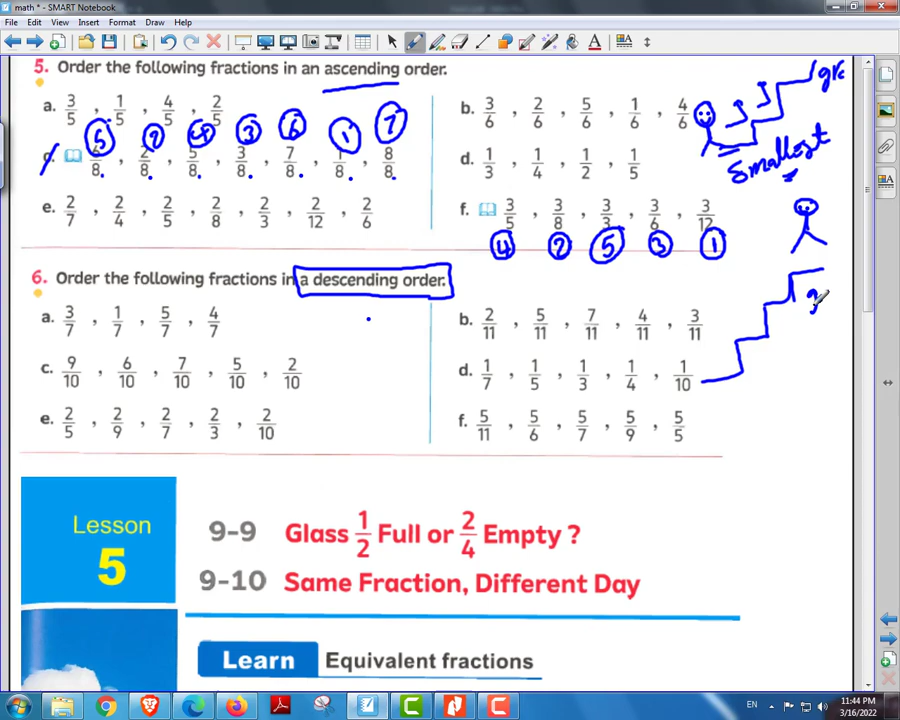 math * - SMART Notebook
File Edit View Insert Format Draw Help
5. Order the following fractions in an ascending order.
a. 3/5 , 1/5 , 4/5 , 2/5
b. 3/6 , 2/6 , 5/6 , 1/6 , 4/6
gre
5 2 4 3 6 1 7
/8 , 2/8 , 5/8 , 3/8 , 7/8 , 1/8 , 8/8
d. 1/3 , 1/4 , 1/2 , 1/5
Smallest
e. 2/7 , 2/4 , 2/5 , 2/8 , 2/3 , 2/12 , 2/6
f. 3/5 , 3/8 , 3/3 , 3/6 , 3/12
4 2 5 3 1
6. Order the following fractions in a descending order.
a. 3/7 , 1/7 , 5/7 , 4/7
b. 2/11 , 5/11 , 7/11 , 4/11 , 3/11
c. 9/10 , 6/10 , 7/10 , 5/10 , 2/10
d. 1/7 , 1/5 , 1/3 , 1/4 , 1/10
e. 2/5 , 2/9 , 2/7 , 2/3 , 2/10
f. 5/11 , 5/6 , 5/7 , 5/9 , 5/5
Lesson
5
9-9 Glass 1/2 Full or 2/4 Empty ?
9-10 Same Fraction, Different Day
Learn Equivalent fractions
EN
11:44 PM
3/16/2022